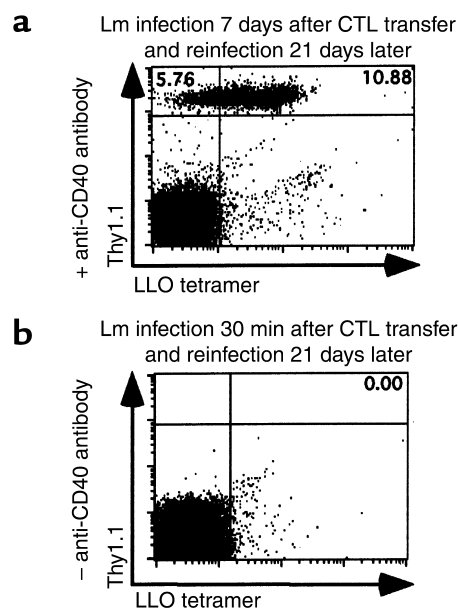 a
Lm infection 7 days after CTL transfer
and reinfection 21 days later
5.76
10.88
+ anti-CD40 antibody
Thy1.1
LLO tetramer
b
Lm infection 30 min after CTL transfer
and reinfection 21 days later
0.00
– anti-CD40 antibody
Thy1.1
LLO tetramer